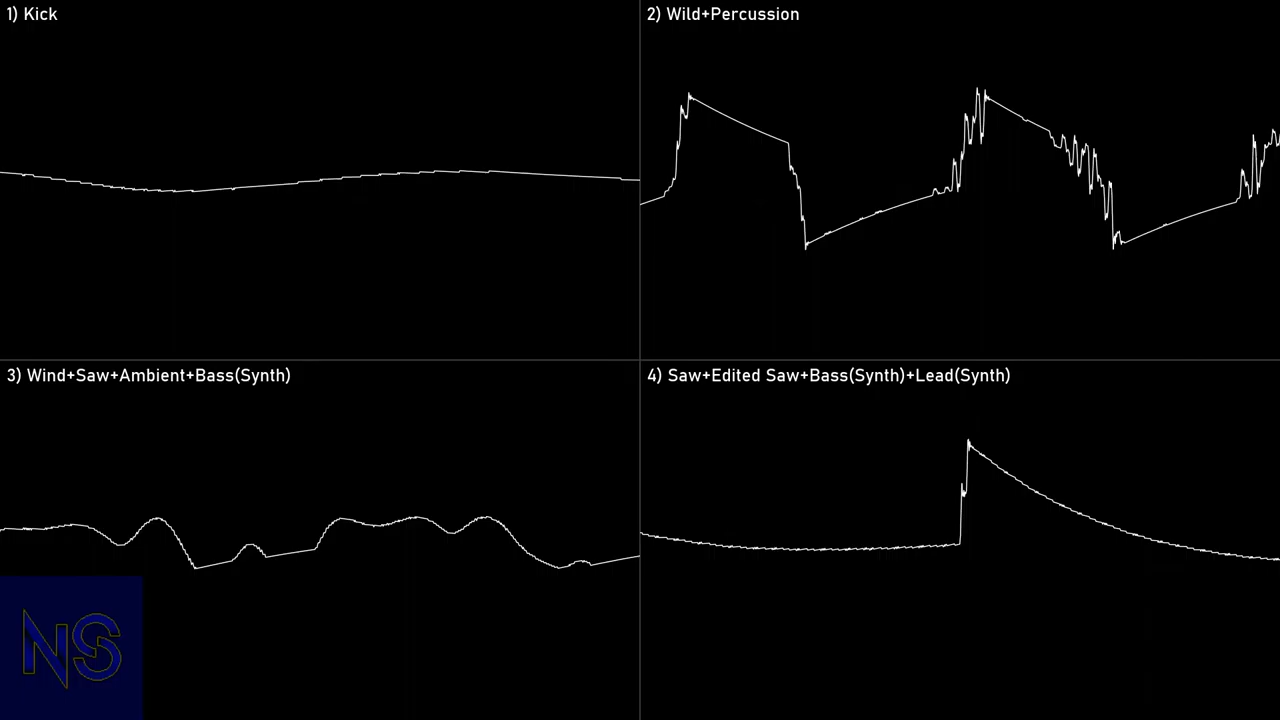 1) Kick
2) Wild+Percussion
3) Wind+Saw+Ambient+Bass(Synth)
4) Saw+Edited Saw+Bass(Synth)+Lead(Synth)
NS